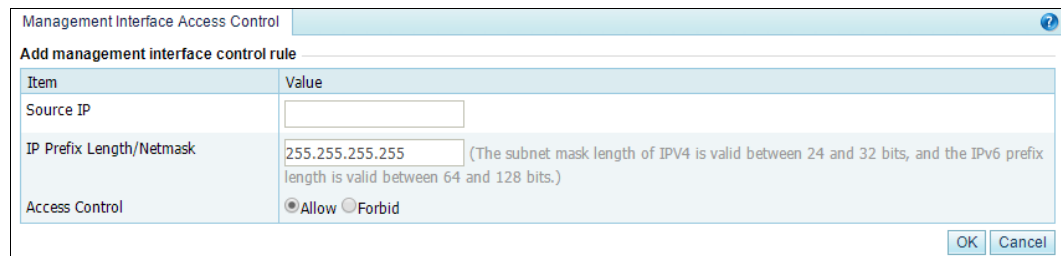 Management Interface Access Control
Add management interface control rule
Item Value
Source IP
IP Prefix Length/Netmask 255.255.255.255 (The subnet mask length of IPV4 is valid between 24 and 32 bits, and the IPv6 prefix
length is valid between 64 and 128 bits.)
Access Control Allow Forbid
OK Cancel